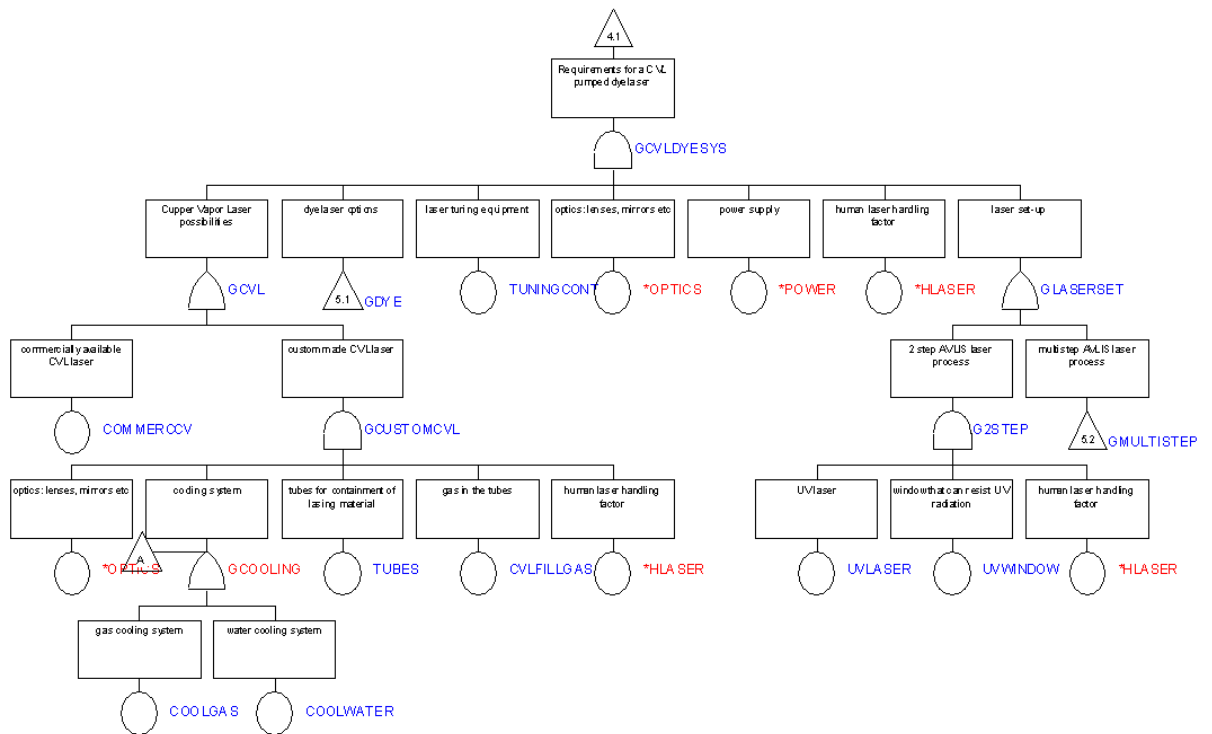 4.1
Requirements for a CVL
pumped dyelaser
GCVLDYESYS
Cupper Vapor Laser
possibilities
dyelaser options
laser turing equipment
optics: lenses, mirrors etc
power supply
human laser handling
factor
laser set-up
GCVL
5.1
GDYE
TUNINGCONT
*OPTICS
*POWER
*HLASER
GLASERSET
commercially available
CVL laser
custom made CVL laser
2 step AVLIS laser
process
multistep AVLIS laser
process
COMMERCCV
GCUSTOMCVL
G2STEP
5.2
GMULTISTEP
optics: lenses, mirrors etc
cooling system
tubes for containment of
lasing material
gas in the tubes
human laser handling
factor
UV laser
window that can resist UV
radiation
human laser handling
factor
A
*OPTICS
GCOOLING
TUBES
CVLFILLGAS
*HLASER
UVLASER
UVWINDOW
*HLASER
gas cooling system
water cooling system
COOLGAS
COOLWATER